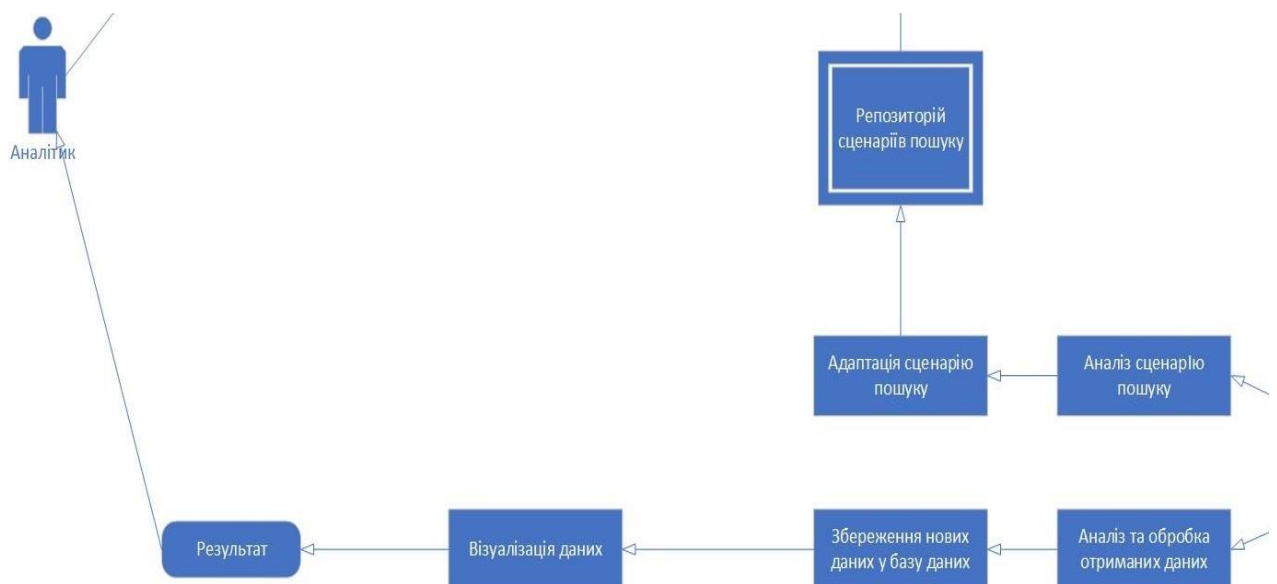 Аналітик
Репозиторій
сценаріїв пошуку
Адаптація сценарію
пошуку
Аналіз сценарІю
пошуку
Результат
Візуалізація даних
Збереження нових
даних у базу даних
Аналіз та обробка
отриманих даних